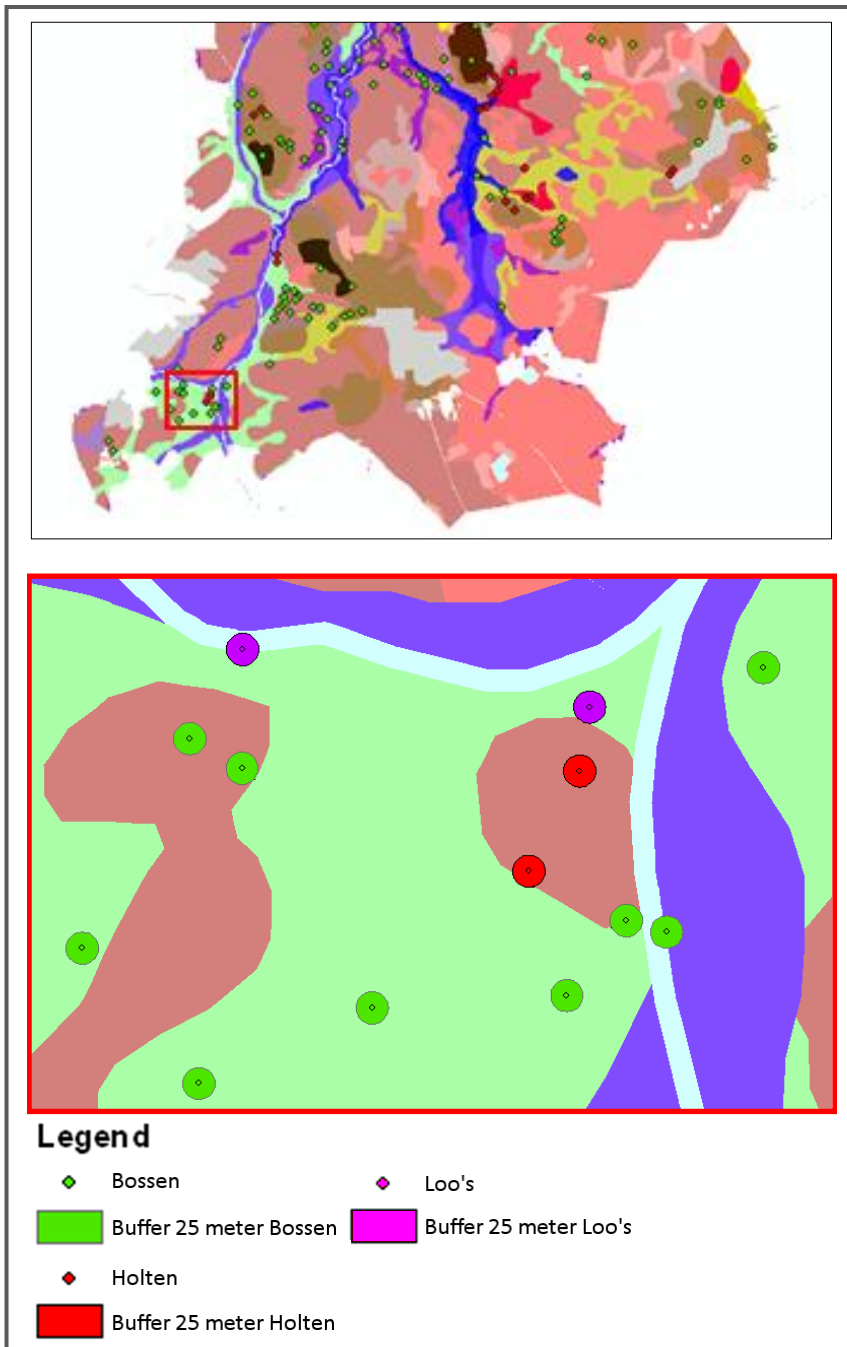 Legend
Bossen
Loo's
Buffer 25 meter Bossen
Buffer 25 meter Loo's
Holten
Buffer 25 meter Holten